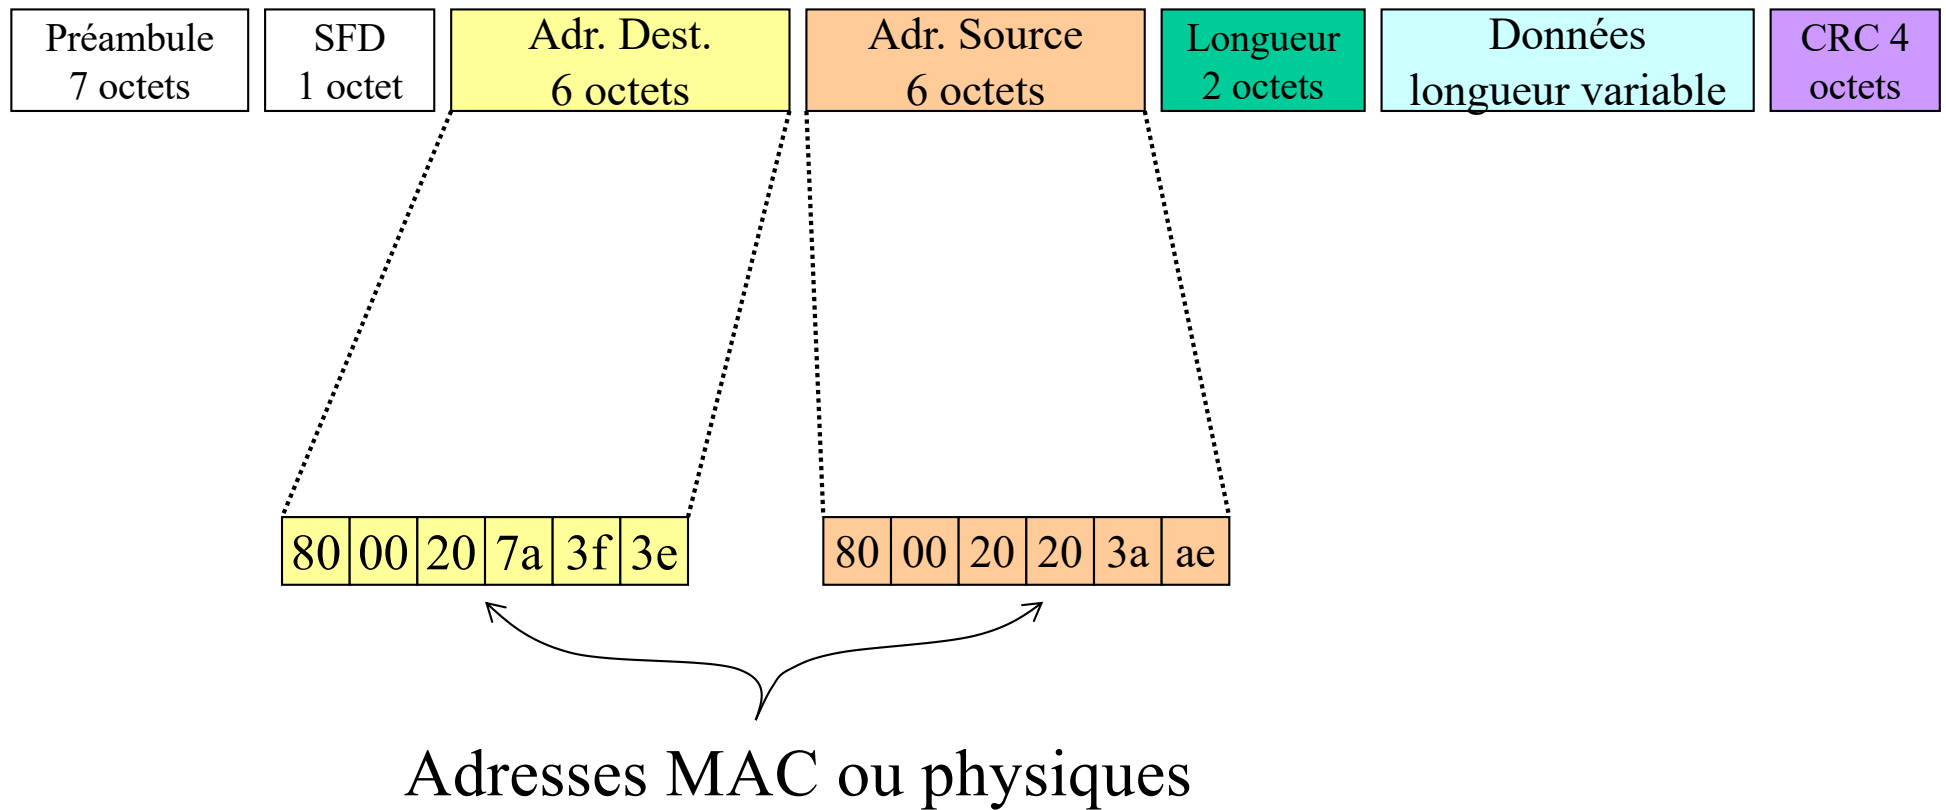 Préambule
7 octets
SFD
1 octet
Adr. Dest.
6 octets
Adr. Source
6 octets
Longueur
2 octets
Données
longueur variable
CRC 4
octets
80 00 20 7a 3f 3e
80 00 20 20 3a ae
Adresses MAC ou physiques